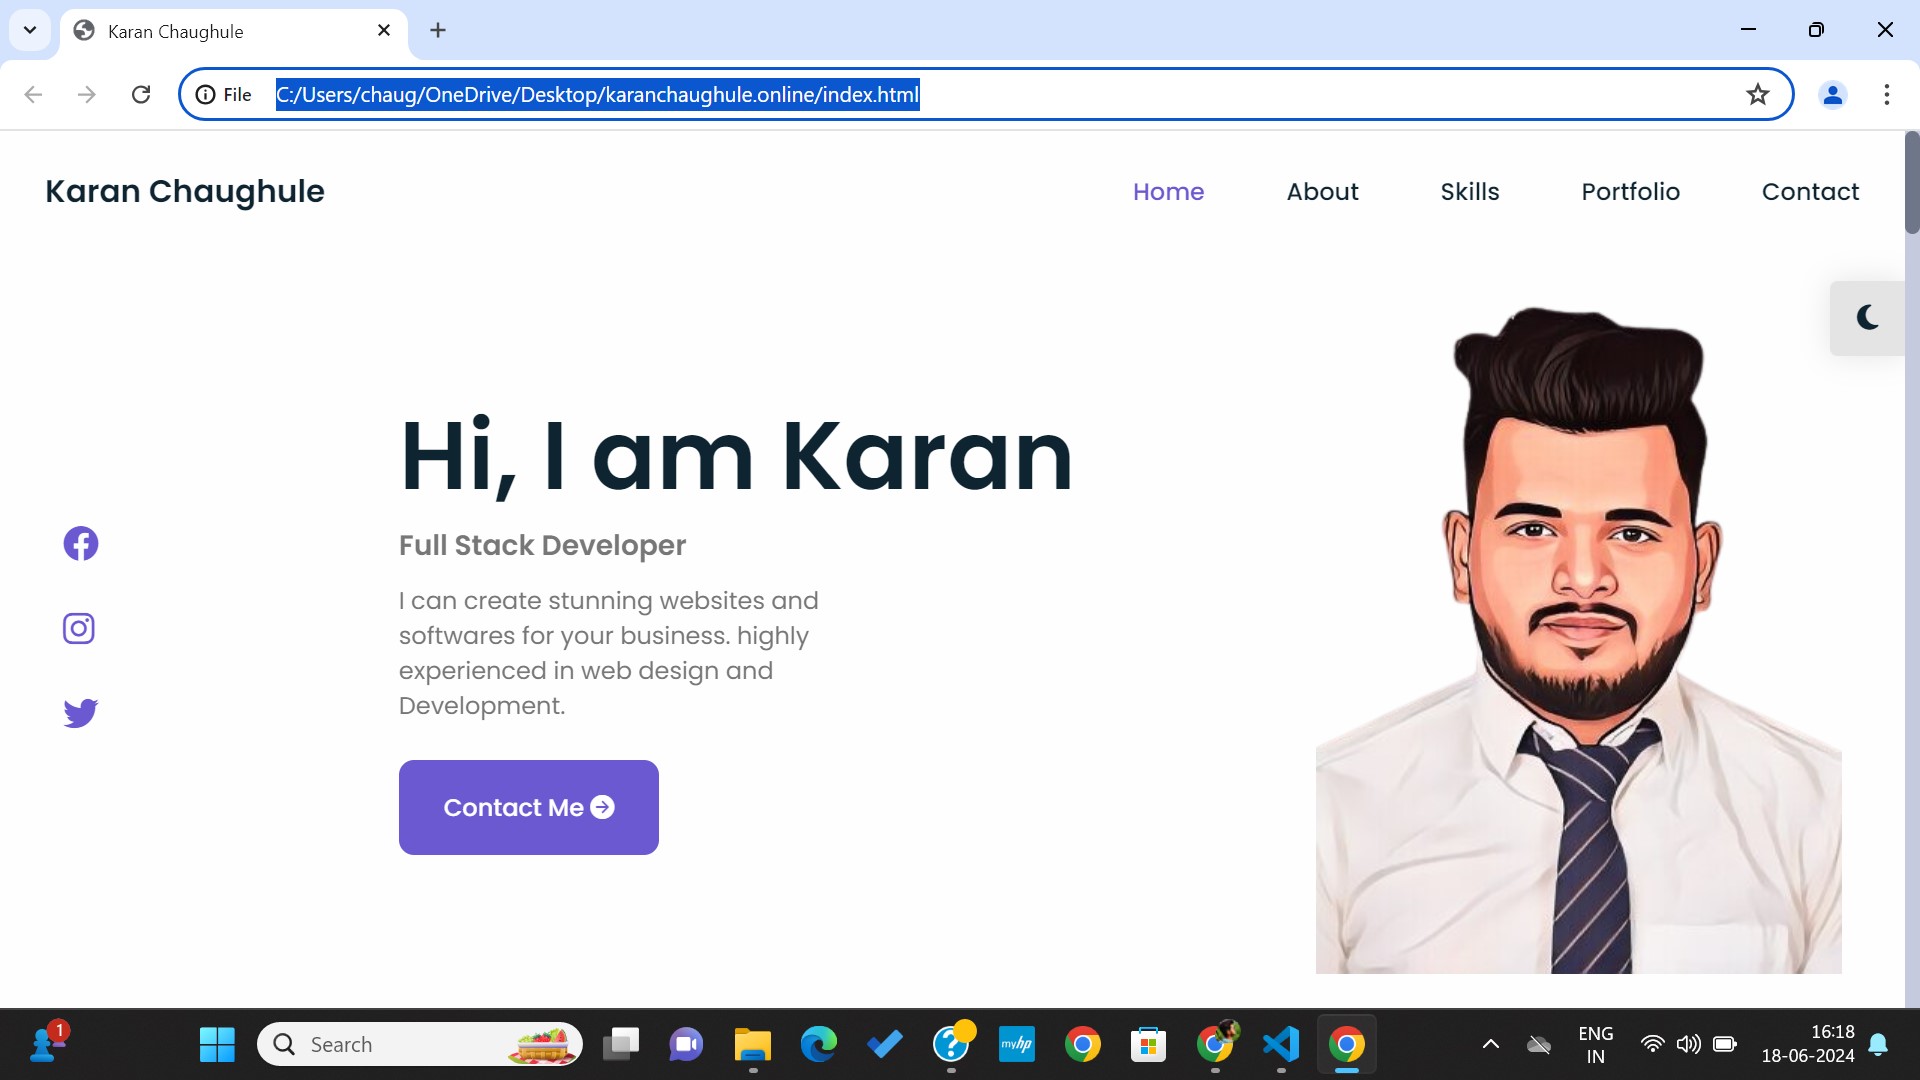 Karan Chaughule
File C:/Users/chaug/OneDrive/Desktop/karanchaughule.online/index.html
Karan Chaughule Home About Skills Portfolio Contact
Hi, I am Karan
Full Stack Developer
I can create stunning websites and
softwares for your business. highly
experienced in web design and
Development.
Contact Me
1
Search
myhp
ENG
IN
16:18
18-06-2024